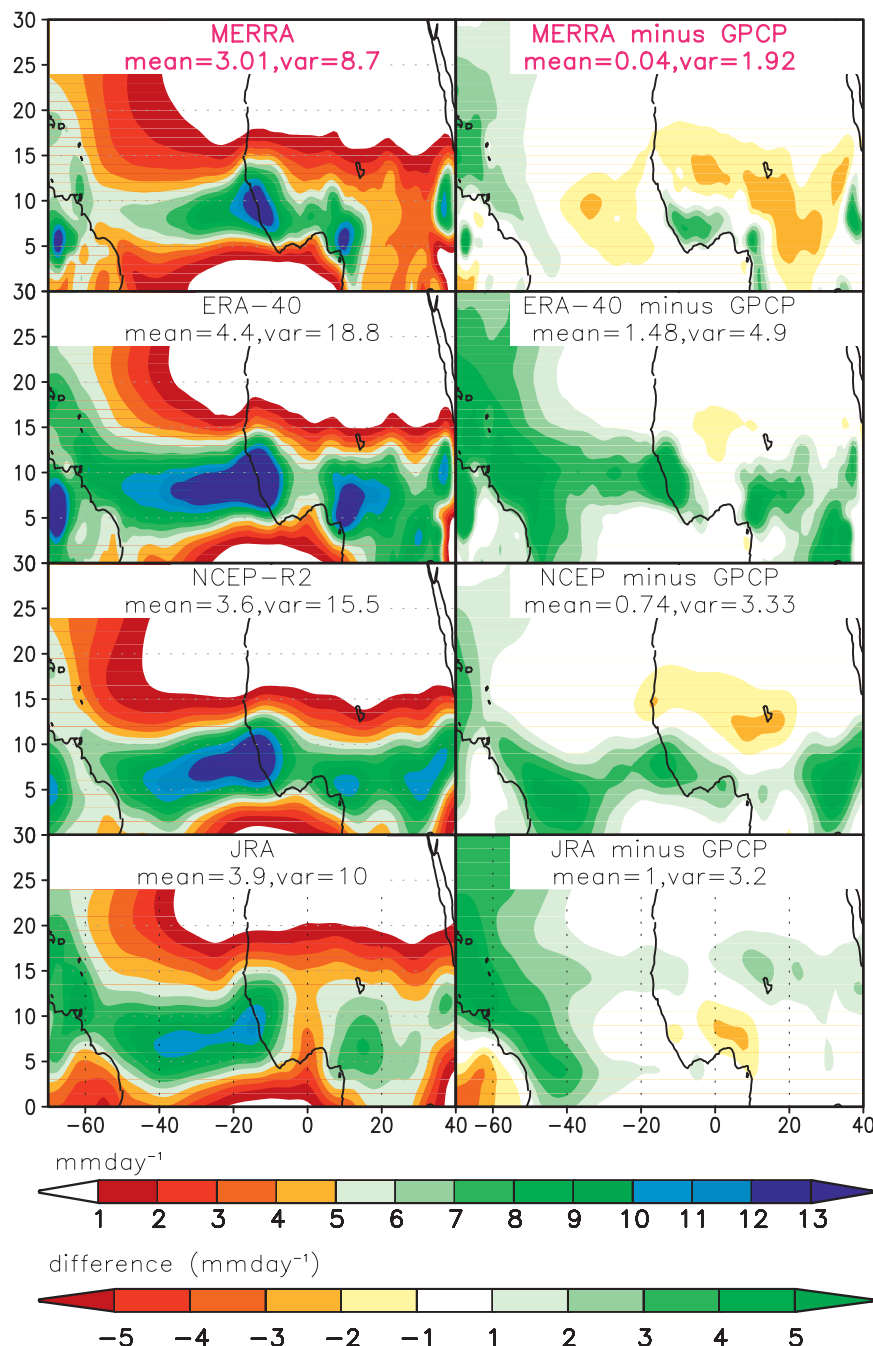 MERRA
mean=3.01,var=8.7
MERRA minus GPCP
mean=0.04,var=1.92
30
25
20
15
10
5
30
ERA-40
mean=4.4,var=18.8
ERA-40 minus GPCP
mean=1.48,var=4.9
25
20
15
10
5
30
NCEP-R2
mean=3.6,var=15.5
NCEP minus GPCP
mean=0.74,var=3.33
25
20
15
10
5
30
JRA
mean=3.9,var=10
JRA minus GPCP
mean=1,var=3.2
25
20
15
10
5
0
−60 −40 −20 0 20 40 −60 −40 −20 0 20 40
mmday⁻¹
1 2 3 4 5 6 7 8 9 10 11 12 13
difference (mmday⁻¹)
−5 −4 −3 −2 −1 1 2 3 4 5